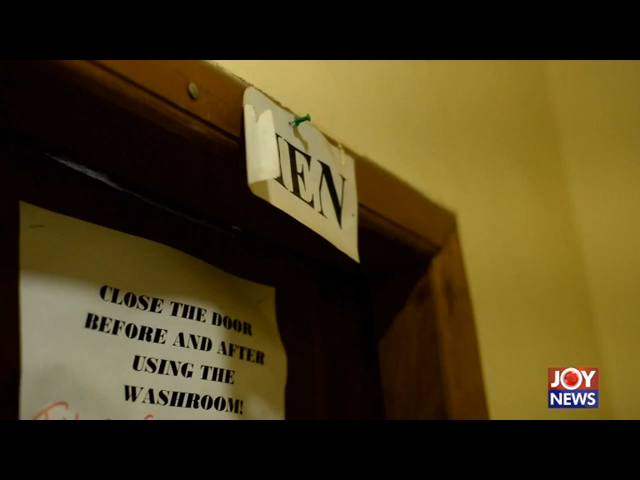 EN
CLOSE THE DOOR
BEFORE AND AFTER
USING THE
WASHROOM!
JOY
NEWS